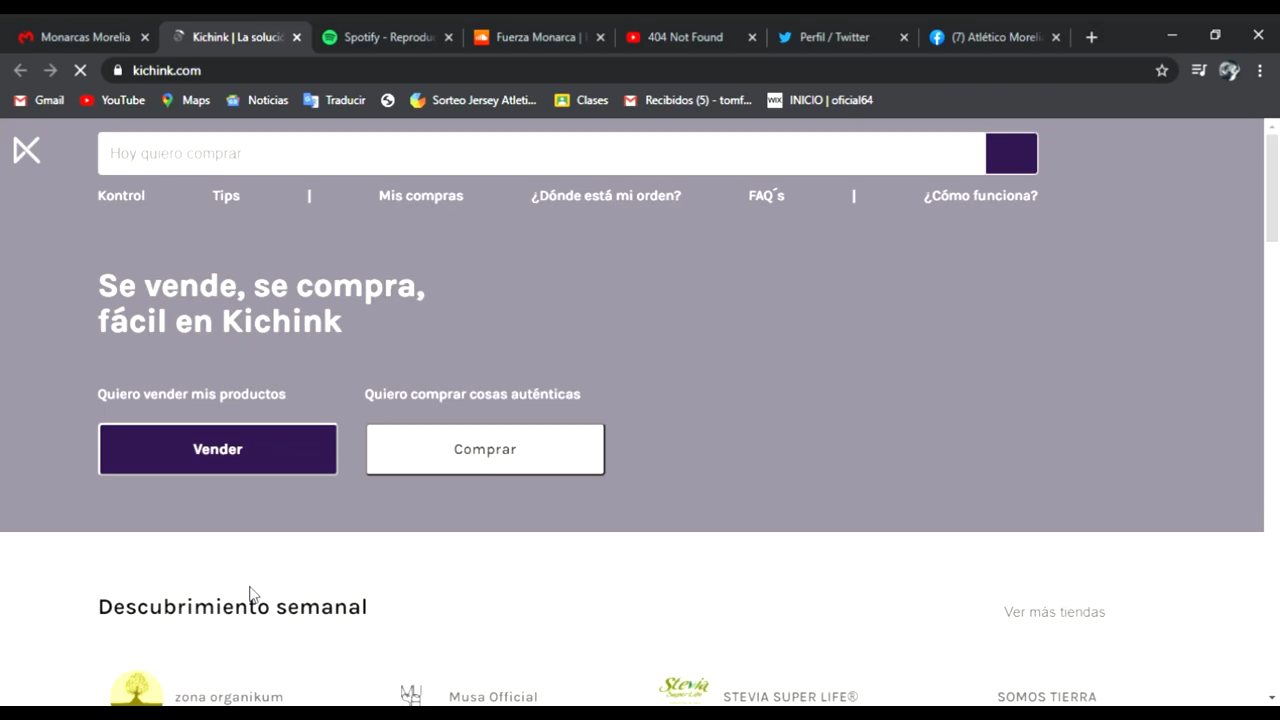 Monarcas Morelia
Kichink | La soluci
Spotify - Reprodu
Fuerza Monarca |
404 Not Found
Perfil / Twitter
(7) Atlético Moreli
kichink.com
Gmail
YouTube
Maps
Noticias
Traducir
Sorteo Jersey Atleti...
Clases
Recibidos (5) - tomf...
WIX
INICIO | oficial64
Hoy quiero comprar
Kontrol
Tips
|
Mis compras
¿Dónde está mi orden?
FAQ´s
|
¿Cómo funciona?
Se vende, se compra,
fácil en Kichink
Quiero vender mis productos
Quiero comprar cosas auténticas
Vender
Comprar
Descubrimiento semanal
Ver más tiendas
zona organikum
Musa Official
Stevia
Super Life
STEVIA SUPER LIFE®
SOMOS TIERRA